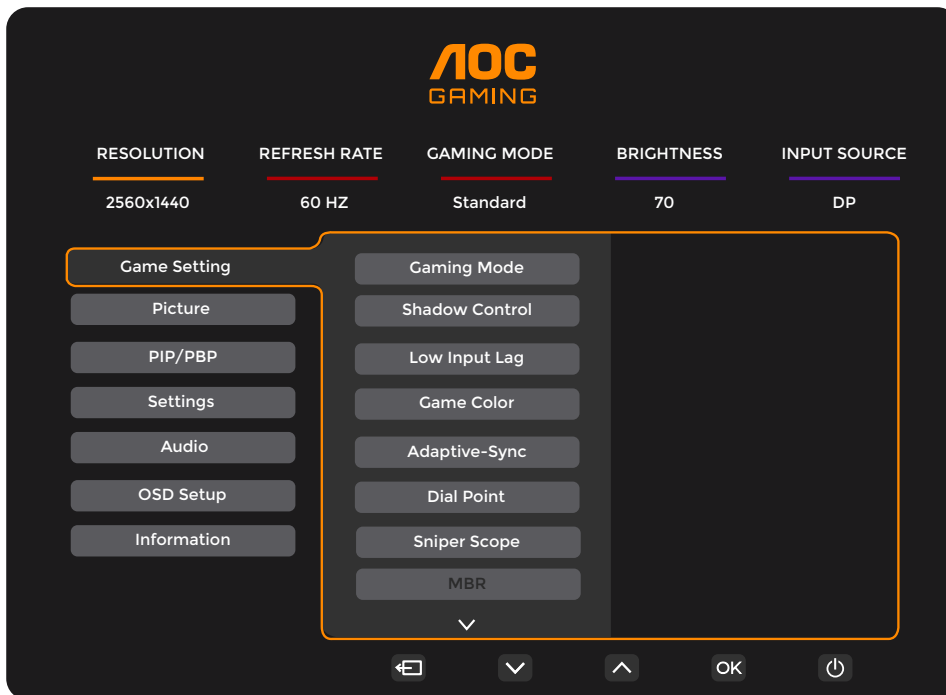 AOC
GAMING
RESOLUTION REFRESH RATE GAMING MODE BRIGHTNESS INPUT SOURCE
2560x1440 60 HZ Standard 70 DP
Game Setting
Picture
PIP/PBP
Settings
Audio
OSD Setup
Information
Gaming Mode
Shadow Control
Low Input Lag
Game Color
Adaptive-Sync
Dial Point
Sniper Scope
MBR
OK